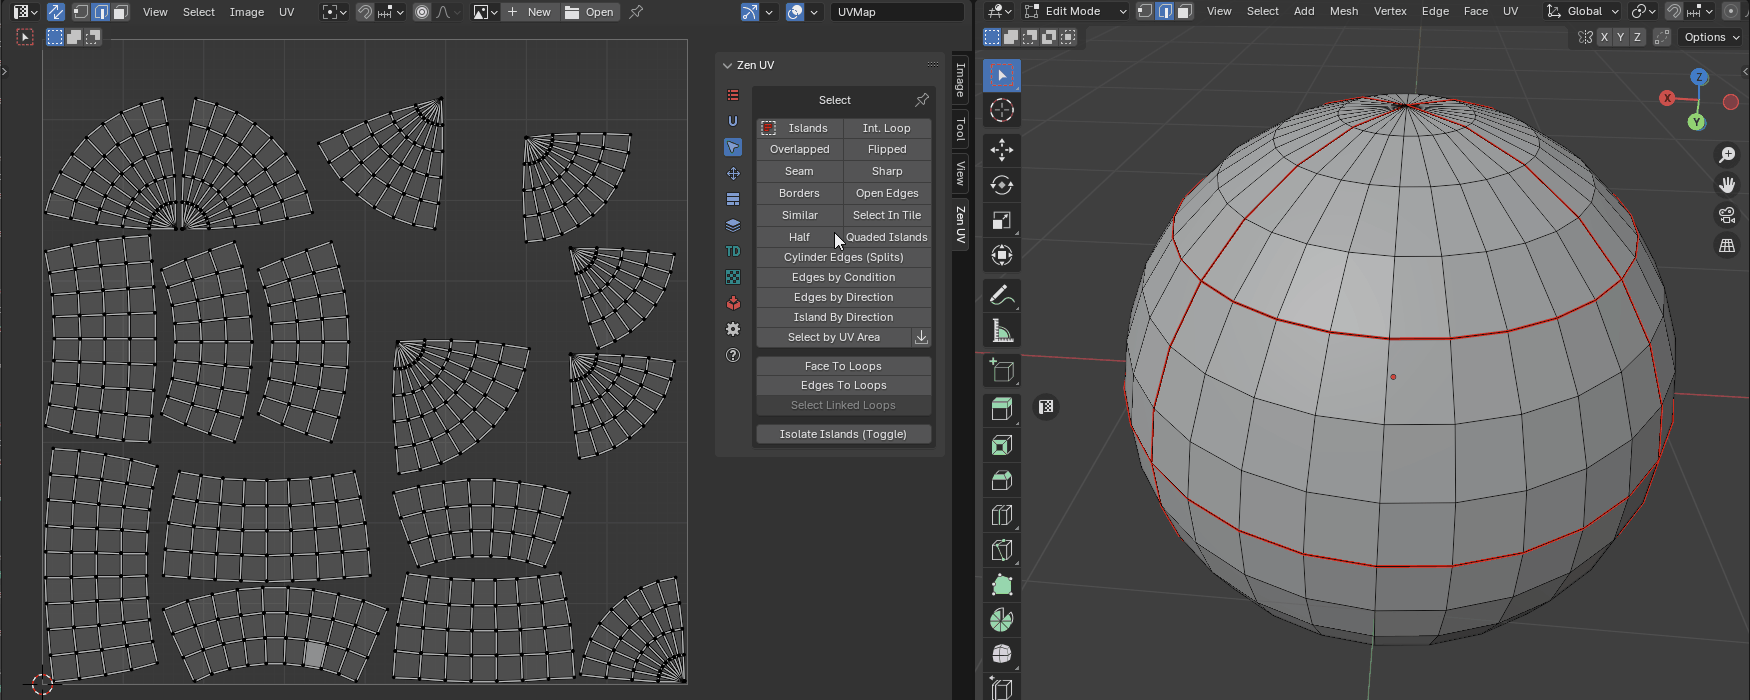 View Select Image UV New Open UVMap
Edit Mode View Select Add Mesh Vertex Edge Face UV Global
X Y Z Options
Zen UV
Select
Islands Int. Loop
Overlapped Flipped
Seam Sharp
Borders Open Edges
Similar Select In Tile
Half Quaded Islands
Cylinder Edges (Splits)
Edges by Condition
Edges by Direction
Island By Direction
Select by UV Area
Face To Loops
Edges To Loops
Select Linked Loops
Isolate Islands (Toggle)
TD
Image
Tool
View
Zen UV
Z
X
Y